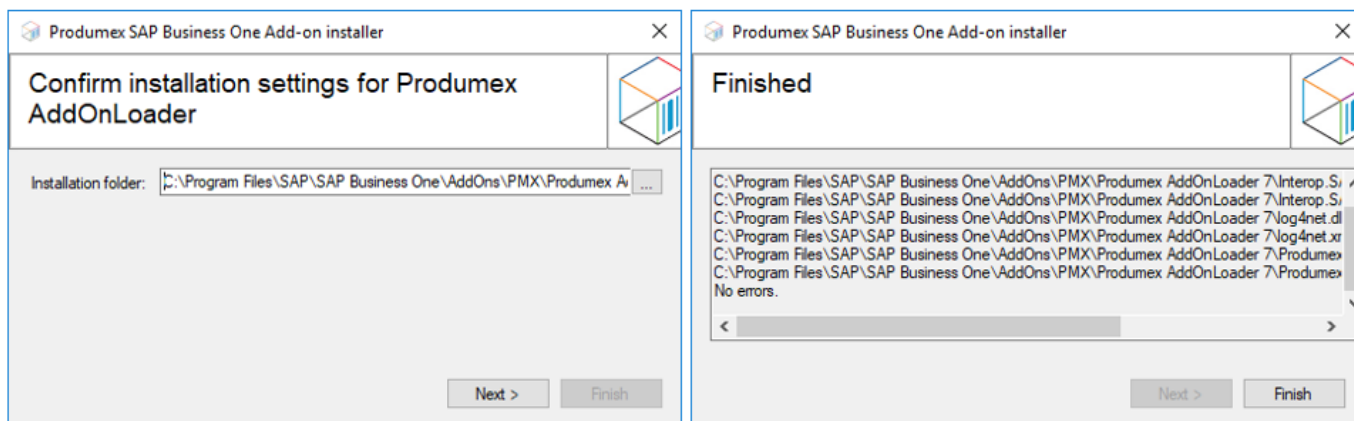 Produmex SAP Business One Add-on installer
Confirm installation settings for Produmex
AddOnLoader
Installation folder:
C:\Program Files\SAP\SAP Business One\AddOns\PMX\Produmex A
...
Next >
Finish
Produmex SAP Business One Add-on installer
Finished
C:\Program Files\SAP\SAP Business One\AddOns\PMX\Produmex AddOnLoader 7\Interop.S
C:\Program Files\SAP\SAP Business One\AddOns\PMX\Produmex AddOnLoader 7\Interop.S
C:\Program Files\SAP\SAP Business One\AddOns\PMX\Produmex AddOnLoader 7\log4net.dl
C:\Program Files\SAP\SAP Business One\AddOns\PMX\Produmex AddOnLoader 7\log4net.x
C:\Program Files\SAP\SAP Business One\AddOns\PMX\Produmex AddOnLoader 7\Produmex
C:\Program Files\SAP\SAP Business One\AddOns\PMX\Produmex AddOnLoader 7\Produmex
No errors.
Next >
Finish